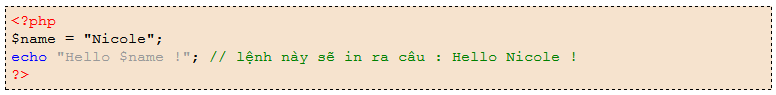 <?php
$name = "Nicole";
echo "Hello $name !"; // lệnh này sẽ in ra câu : Hello Nicole !
?>